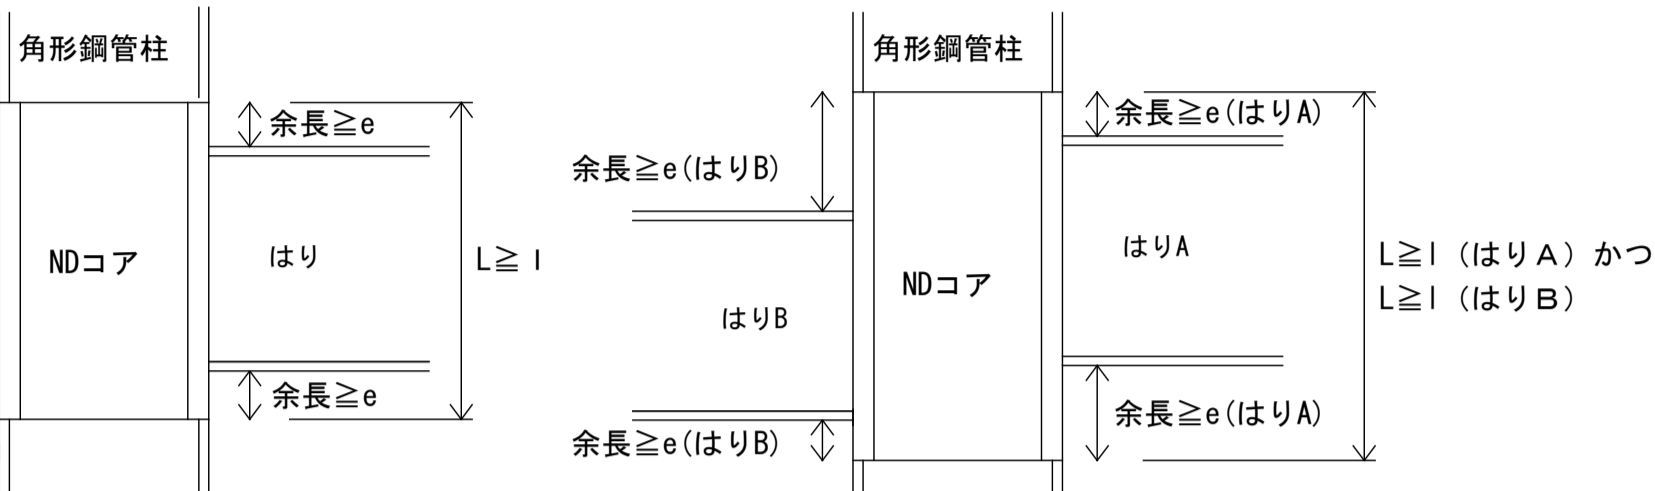 角形鋼管柱
余長≧e
NDコア
はり
L≧l
余長≧e
角形鋼管柱
余長≧e(はりA)
余長≧e(はりB)
はりA
NDコア
はりB
L≧l(はりA)かつ
L≧l(はりB)
余長≧e(はりA)
余長≧e(はりB)